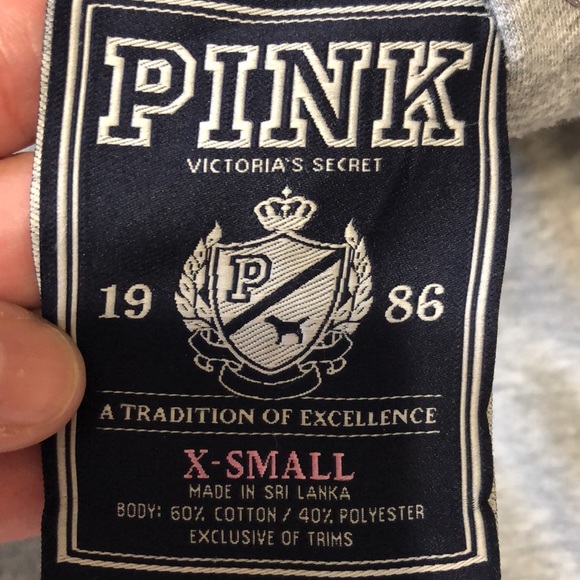 PINK
VICTORIA'S SECRET
P
19 86
A TRADITION OF EXCELLENCE
X-SMALL
MADE IN SRI LANKA
BODY: 60% COTTON / 40% POLYESTER
EXCLUSIVE OF TRIMS